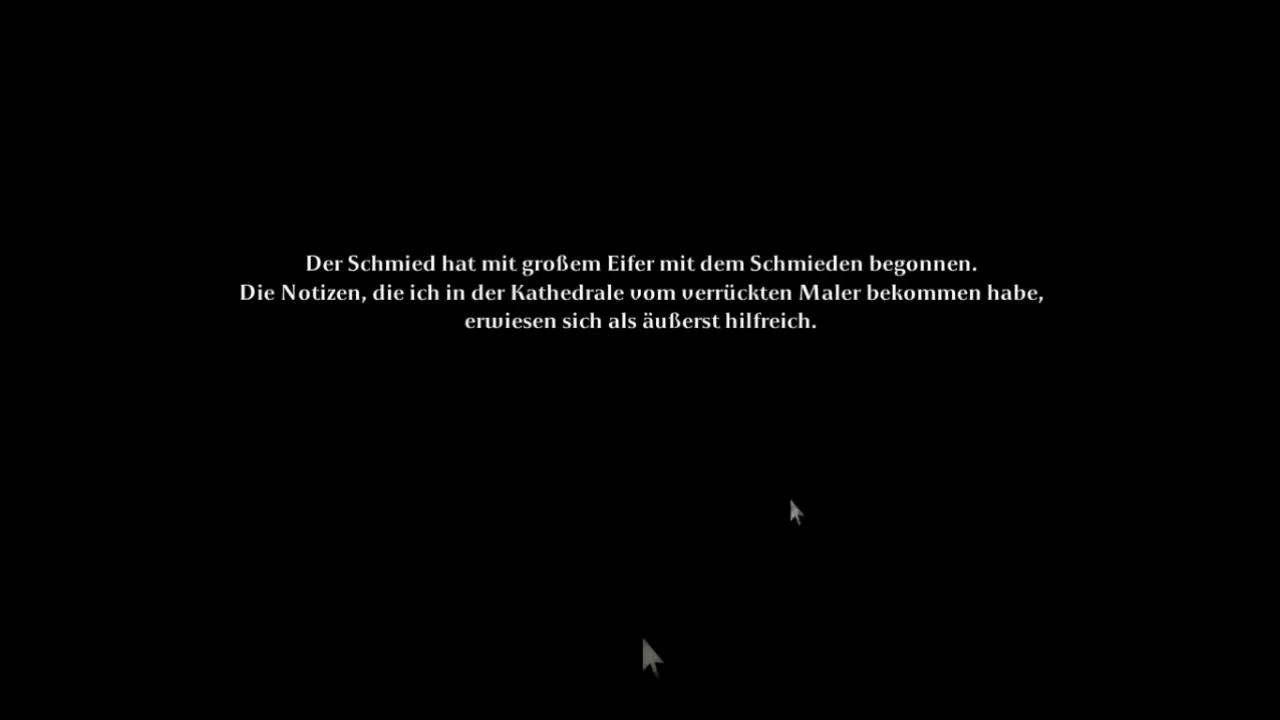 Der Schmied hat mit großem Eifer mit dem Schmieden begonnen.
Die Notizen, die ich in der Kathedrale vom verrückten Maler bekommen habe,
erwiesen sich als äußerst hilfreich.